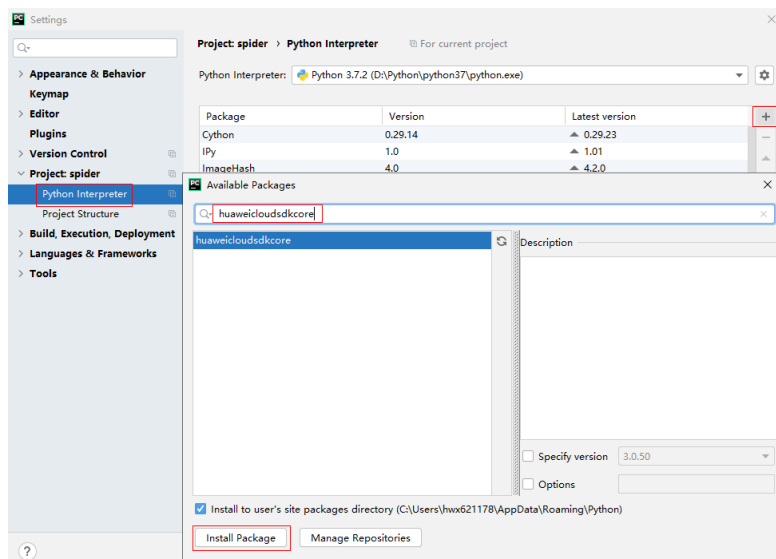 PC Settings
Project: spider > Python Interpreter For current project
Python Interpreter: Python 3.7.2 (D:\Python\python37\python.exe)
Appearance & Behavior
Keymap
Editor
Plugins
Version Control
Project: spider
Python Interpreter
Project Structure
Build, Execution, Deployment
Languages & Frameworks
Tools
?
Package Version Latest version
Cython 0.29.14 0.29.23
IPy 1.0 1.01
ImageHash 4.0 4.2.0
PC Available Packages
huaweicloudsdkcore
huaweicloudsdkcore
Description
Specify version 3.0.50
Options
Install to user's site packages directory (C:\Users\hwx621178\AppData\Roaming\Python)
Install Package Manage Repositories